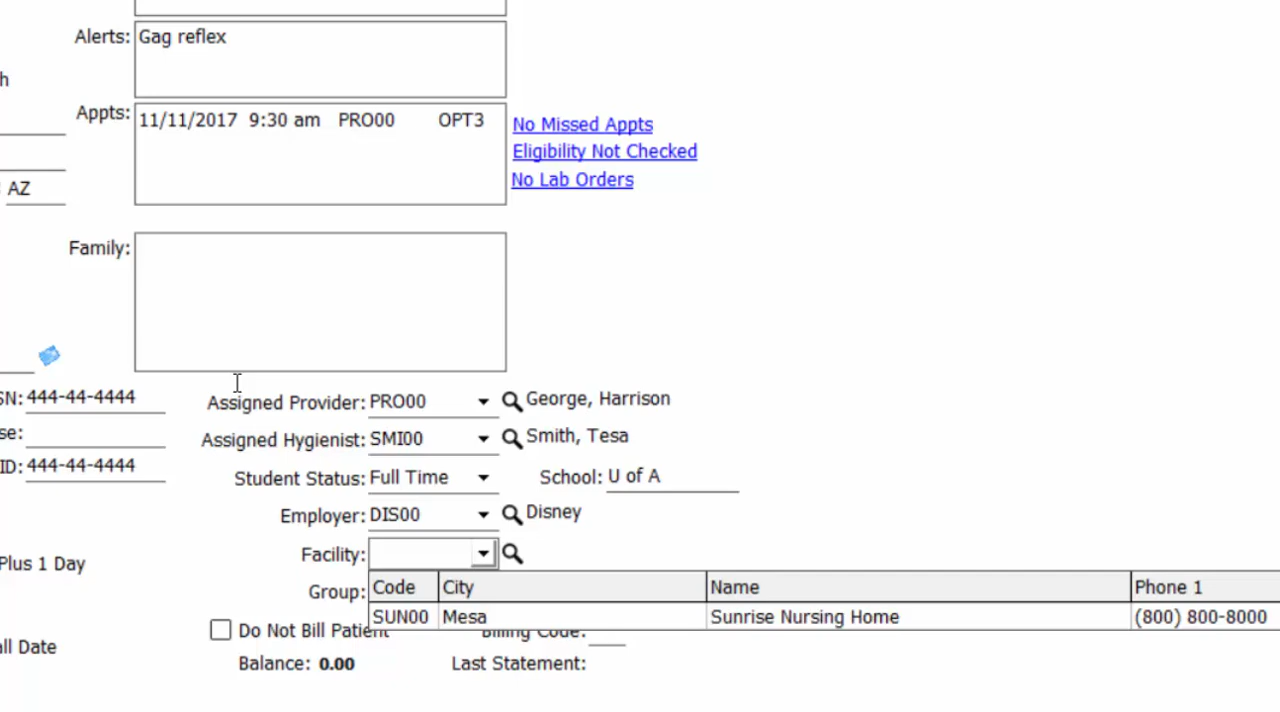 Alerts: Gag reflex
h
Appts: 11/11/2017 9:30 am PRO00 OPT3
No Missed Appts
Eligibility Not Checked
No Lab Orders
AZ
Family:
SN: 444-44-4444
Assigned Provider: PRO00 George, Harrison
se:
Assigned Hygienist: SMI00 Smith, Tesa
ID: 444-44-4444
Student Status: Full Time School: U of A
Employer: DIS00 Disney
Plus 1 Day
Facility:
Group:
Code City Name Phone 1
SUN00 Mesa Sunrise Nursing Home (800) 800-8000
Do Not Bill Patient Billing Code:
ll Date
Balance: 0.00 Last Statement: